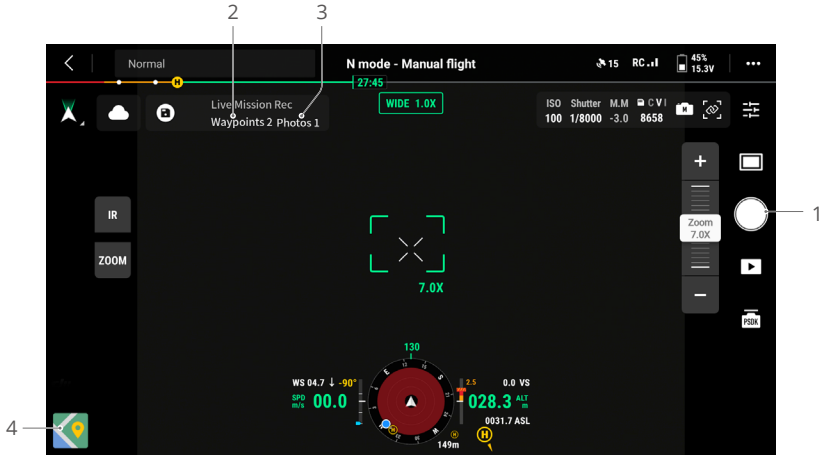 2
3
Normal
N mode - Manual flight
15
RC
45%
15.3V
27:45
Live Mission Rec
Waypoints 2 Photos 1
WIDE 1.0X
ISO Shutter M.M C V I
100 1/8000 -3.0 8658
M
1
Zoom
7.0X
IR
ZOOM
7.0X
PSDK
130
WS 04.7 ↓ -90°
2.5
0.0 VS
SPD
m/s
00.0
028.3
ALT
m
0031.7 ASL
H
149m
H
4